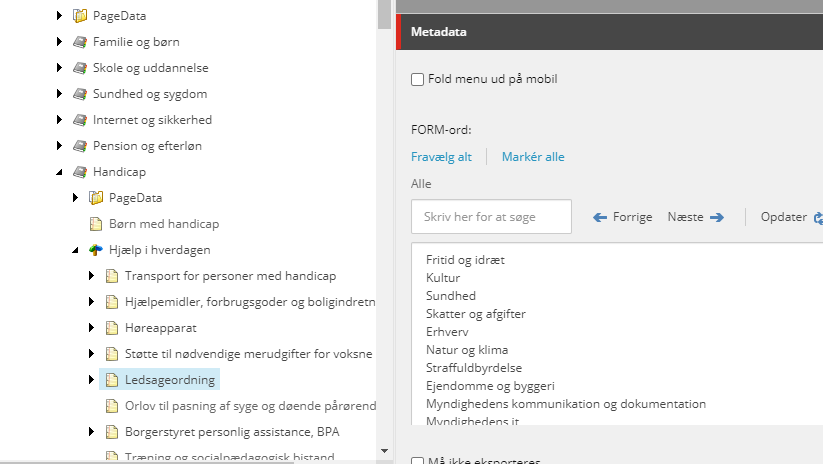 PageData
Familie og børn
Skole og uddannelse
Sundhed og sygdom
Internet og sikkerhed
Pension og efterløn
Handicap
PageData
Børn med handicap
Hjælp i hverdagen
Transport for personer med handicap
Hjælpemidler, forbrugsgoder og boligindretn
Høreapparat
Støtte til nødvendige merudgifter for voksne
Ledsageordning
Orlov til pasning af syge og døende pårørend
Borgerstyret personlig assistance, BPA
Træning og socialpædagogisk bistand
Metadata
Fold menu ud på mobil
FORM-ord:
Fravælg alt Markér alle
Alle
Skriv her for at søge Forrige Næste Opdater
Fritid og idræt
Kultur
Sundhed
Skatter og afgifter
Erhverv
Natur og klima
Straffuldbyrdelse
Ejendomme og byggeri
Myndighedens kommunikation og dokumentation
Myndighedens it
Må ikke eksporteres